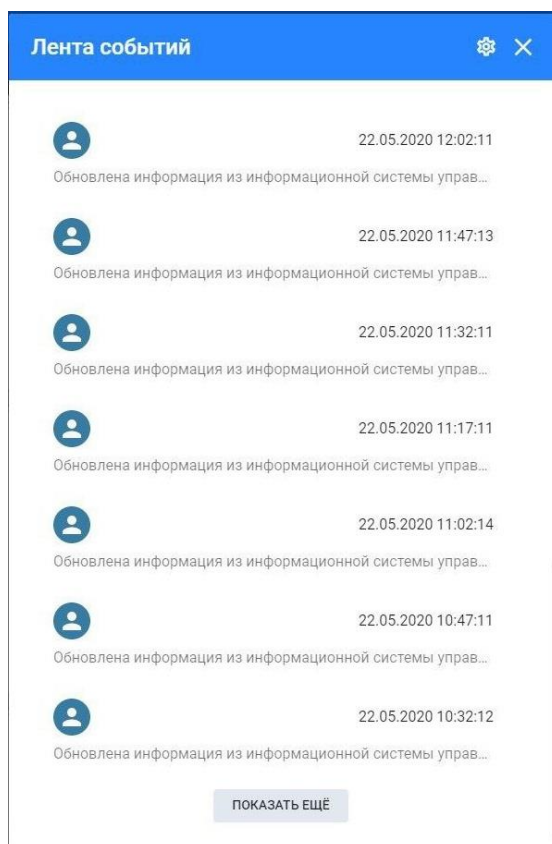 Лента событий
22.05.2020 12:02:11
Обновлена информация из информационной системы управ...
22.05.2020 11:47:13
Обновлена информация из информационной системы управ...
22.05.2020 11:32:11
Обновлена информация из информационной системы управ...
22.05.2020 11:17:11
Обновлена информация из информационной системы управ...
22.05.2020 11:02:14
Обновлена информация из информационной системы управ...
22.05.2020 10:47:11
Обновлена информация из информационной системы управ...
22.05.2020 10:32:12
Обновлена информация из информационной системы управ...
ПОКАЗАТЬ ЕЩЁ